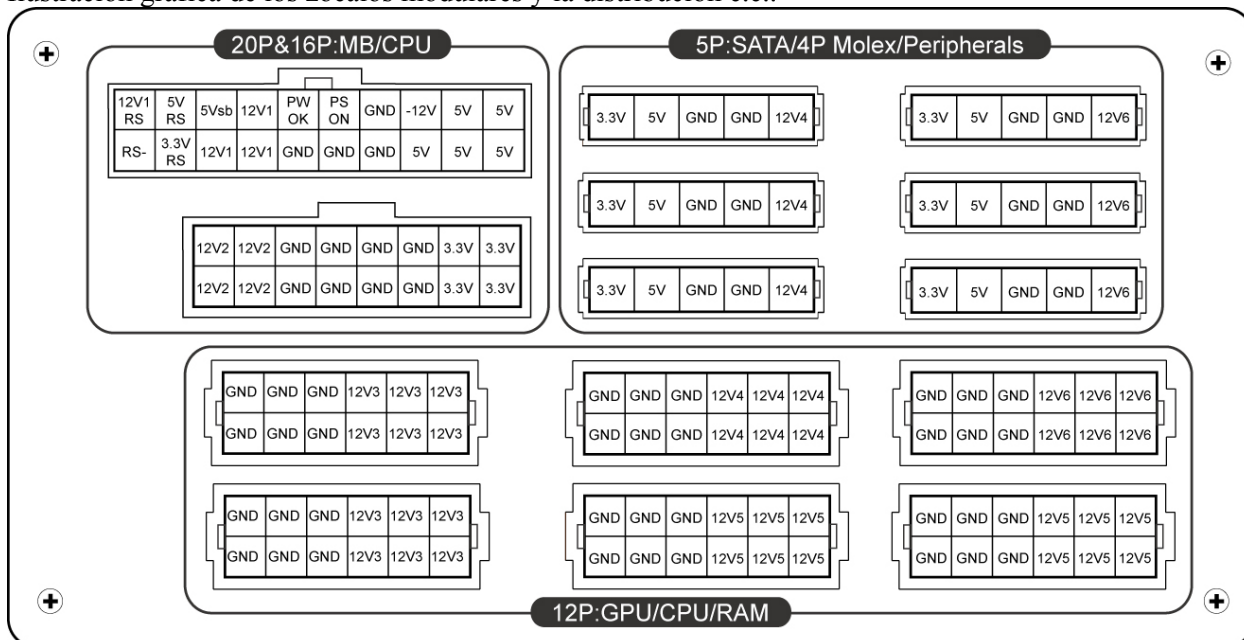 Ilustración gráfica de los zócalos modulares y la distribución c.c..
20P&16P:MB/CPU
5P:SATA/4P Molex/Peripherals
12V1 RS 5V RS 5Vsb 12V1 PW OK PS ON GND -12V 5V 5V
RS- 3.3V RS 12V1 12V1 GND GND GND 5V 5V 5V
12V2 12V2 GND GND GND GND 3.3V 3.3V
12V2 12V2 GND GND GND GND 3.3V 3.3V
3.3V 5V GND GND 12V4
3.3V 5V GND GND 12V6
3.3V 5V GND GND 12V4
3.3V 5V GND GND 12V6
3.3V 5V GND GND 12V4
3.3V 5V GND GND 12V6
GND GND GND 12V3 12V3 12V3
GND GND GND 12V3 12V3 12V3
GND GND GND 12V4 12V4 12V4
GND GND GND 12V4 12V4 12V4
GND GND GND 12V6 12V6 12V6
GND GND GND 12V6 12V6 12V6
GND GND GND 12V3 12V3 12V3
GND GND GND 12V3 12V3 12V3
GND GND GND 12V5 12V5 12V5
GND GND GND 12V5 12V5 12V5
GND GND GND 12V5 12V5 12V5
GND GND GND 12V5 12V5 12V5
12P:GPU/CPU/RAM